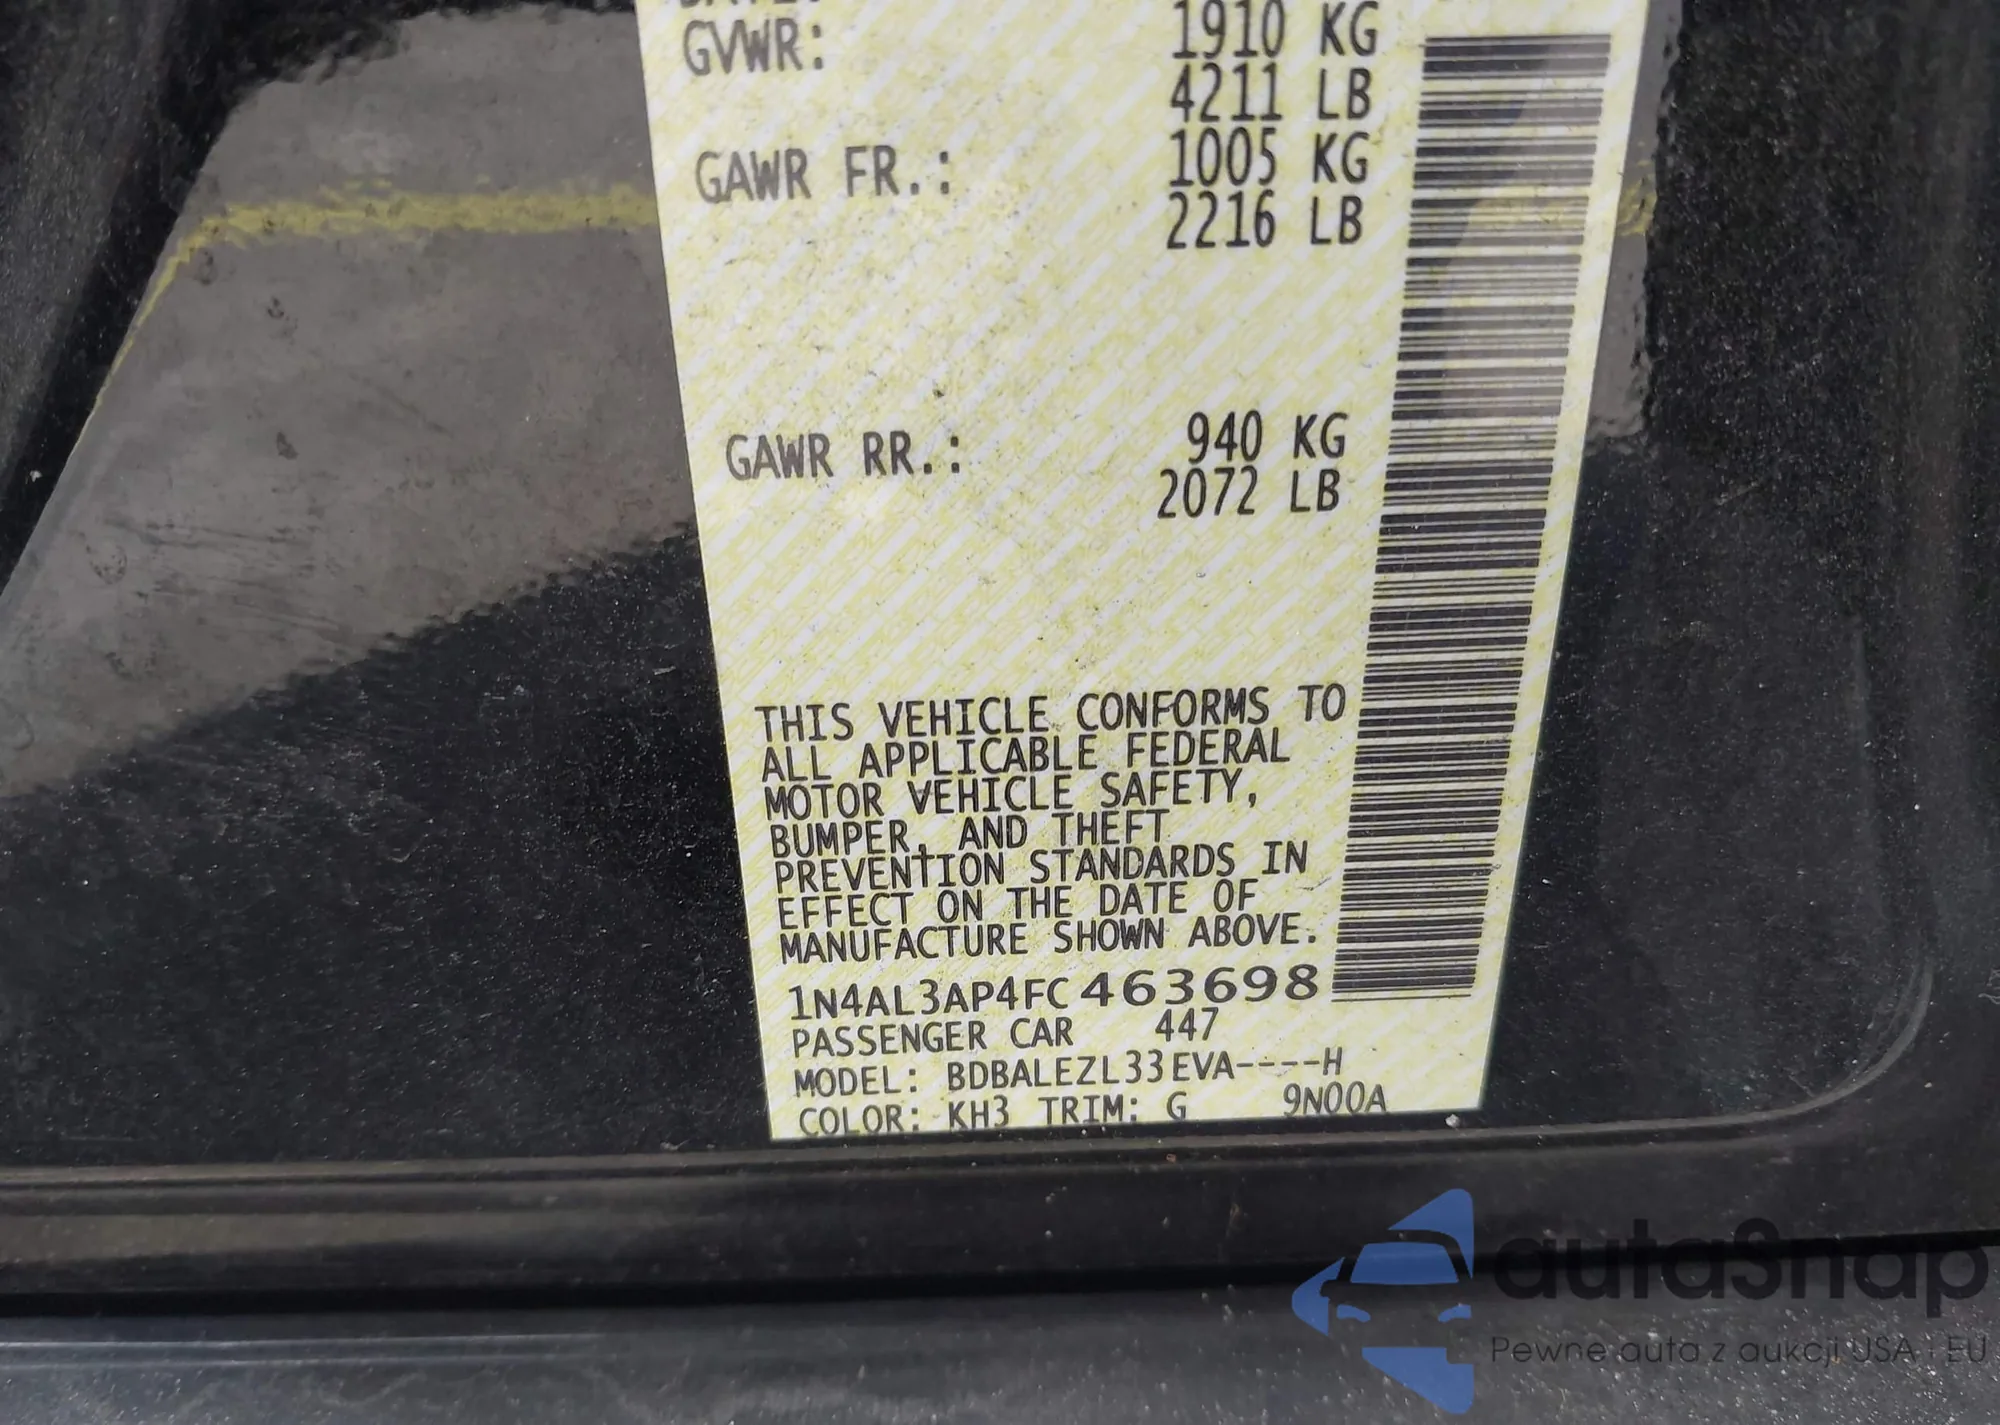 GVWR: 1910 KG
4211 LB
GAWR FR.: 1005 KG
2216 LB
GAWR RR.: 940 KG
2072 LB
THIS VEHICLE CONFORMS TO
ALL APPLICABLE FEDERAL
MOTOR VEHICLE SAFETY,
BUMPER, AND THEFT
PREVENTION STANDARDS IN
EFFECT ON THE DATE OF
MANUFACTURE SHOWN ABOVE.
1N4AL3AP4FC463698
PASSENGER CAR 447
MODEL: BDBALEZL33EVA----H
COLOR: KH3 TRIM: G 9N00A
autaSnap
Pewne auta z aukcji USA i EU